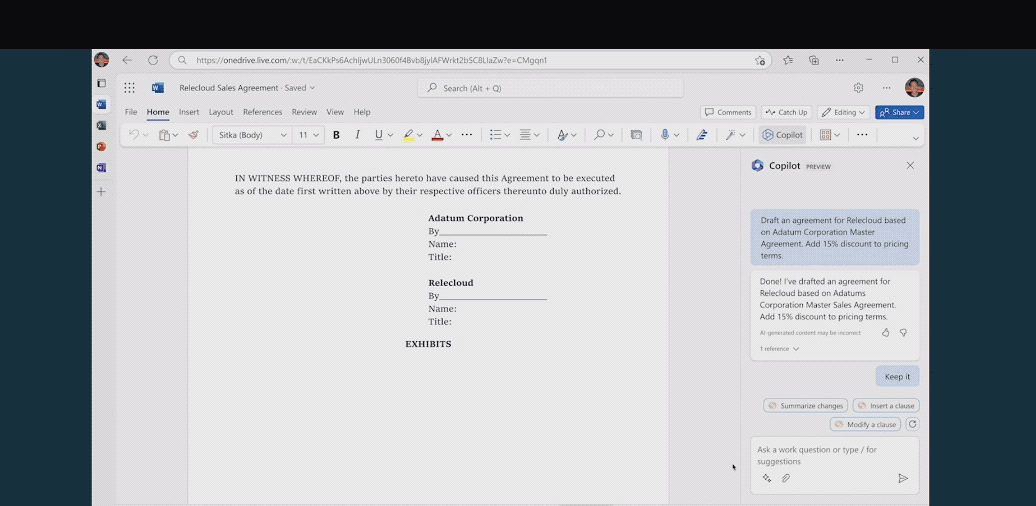 https://onedrive.live.com/:w:/t/
Relecloud Sales Agreement · Saved
Search (Alt + Q)
File Home Insert Layout References Review View Help
Comments Catch Up Editing Share
Sitka (Body) 11 B I U A Copilot
Copilot PREVIEW
IN WITNESS WHEREOF, the parties hereto have caused this Agreement to be executed
as of the date first written above by their respective officers thereunto duly authorized.
Adatum Corporation
By____________________
Name:
Title:
Relecloud
By____________________
Name:
Title:
EXHIBITS
Draft an agreement for Relecloud based
on Adatum Corporation Master
Agreement. Add 15% discount to pricing
terms.
Done! I've drafted an agreement for
Relecloud based on Adatums
Corporation Master Sales Agreement.
Add 15% discount to pricing terms.
AI-generated content may be incorrect
1 reference
Keep it
Summarize changes Insert a clause
Modify a clause
Ask a work question or type / for
suggestions